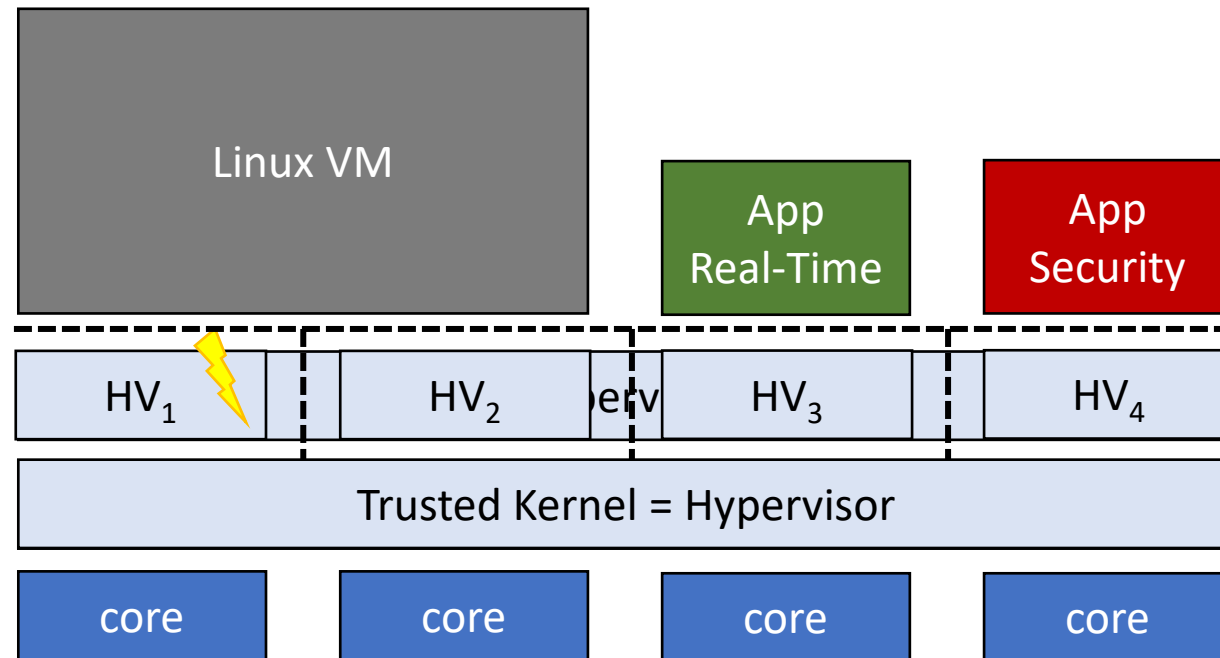 Linux VM
App
Real-Time
App
Security
HV₁
HV₂
HV₃
HV₄
Trusted Kernel = Hypervisor
core
core
core
core